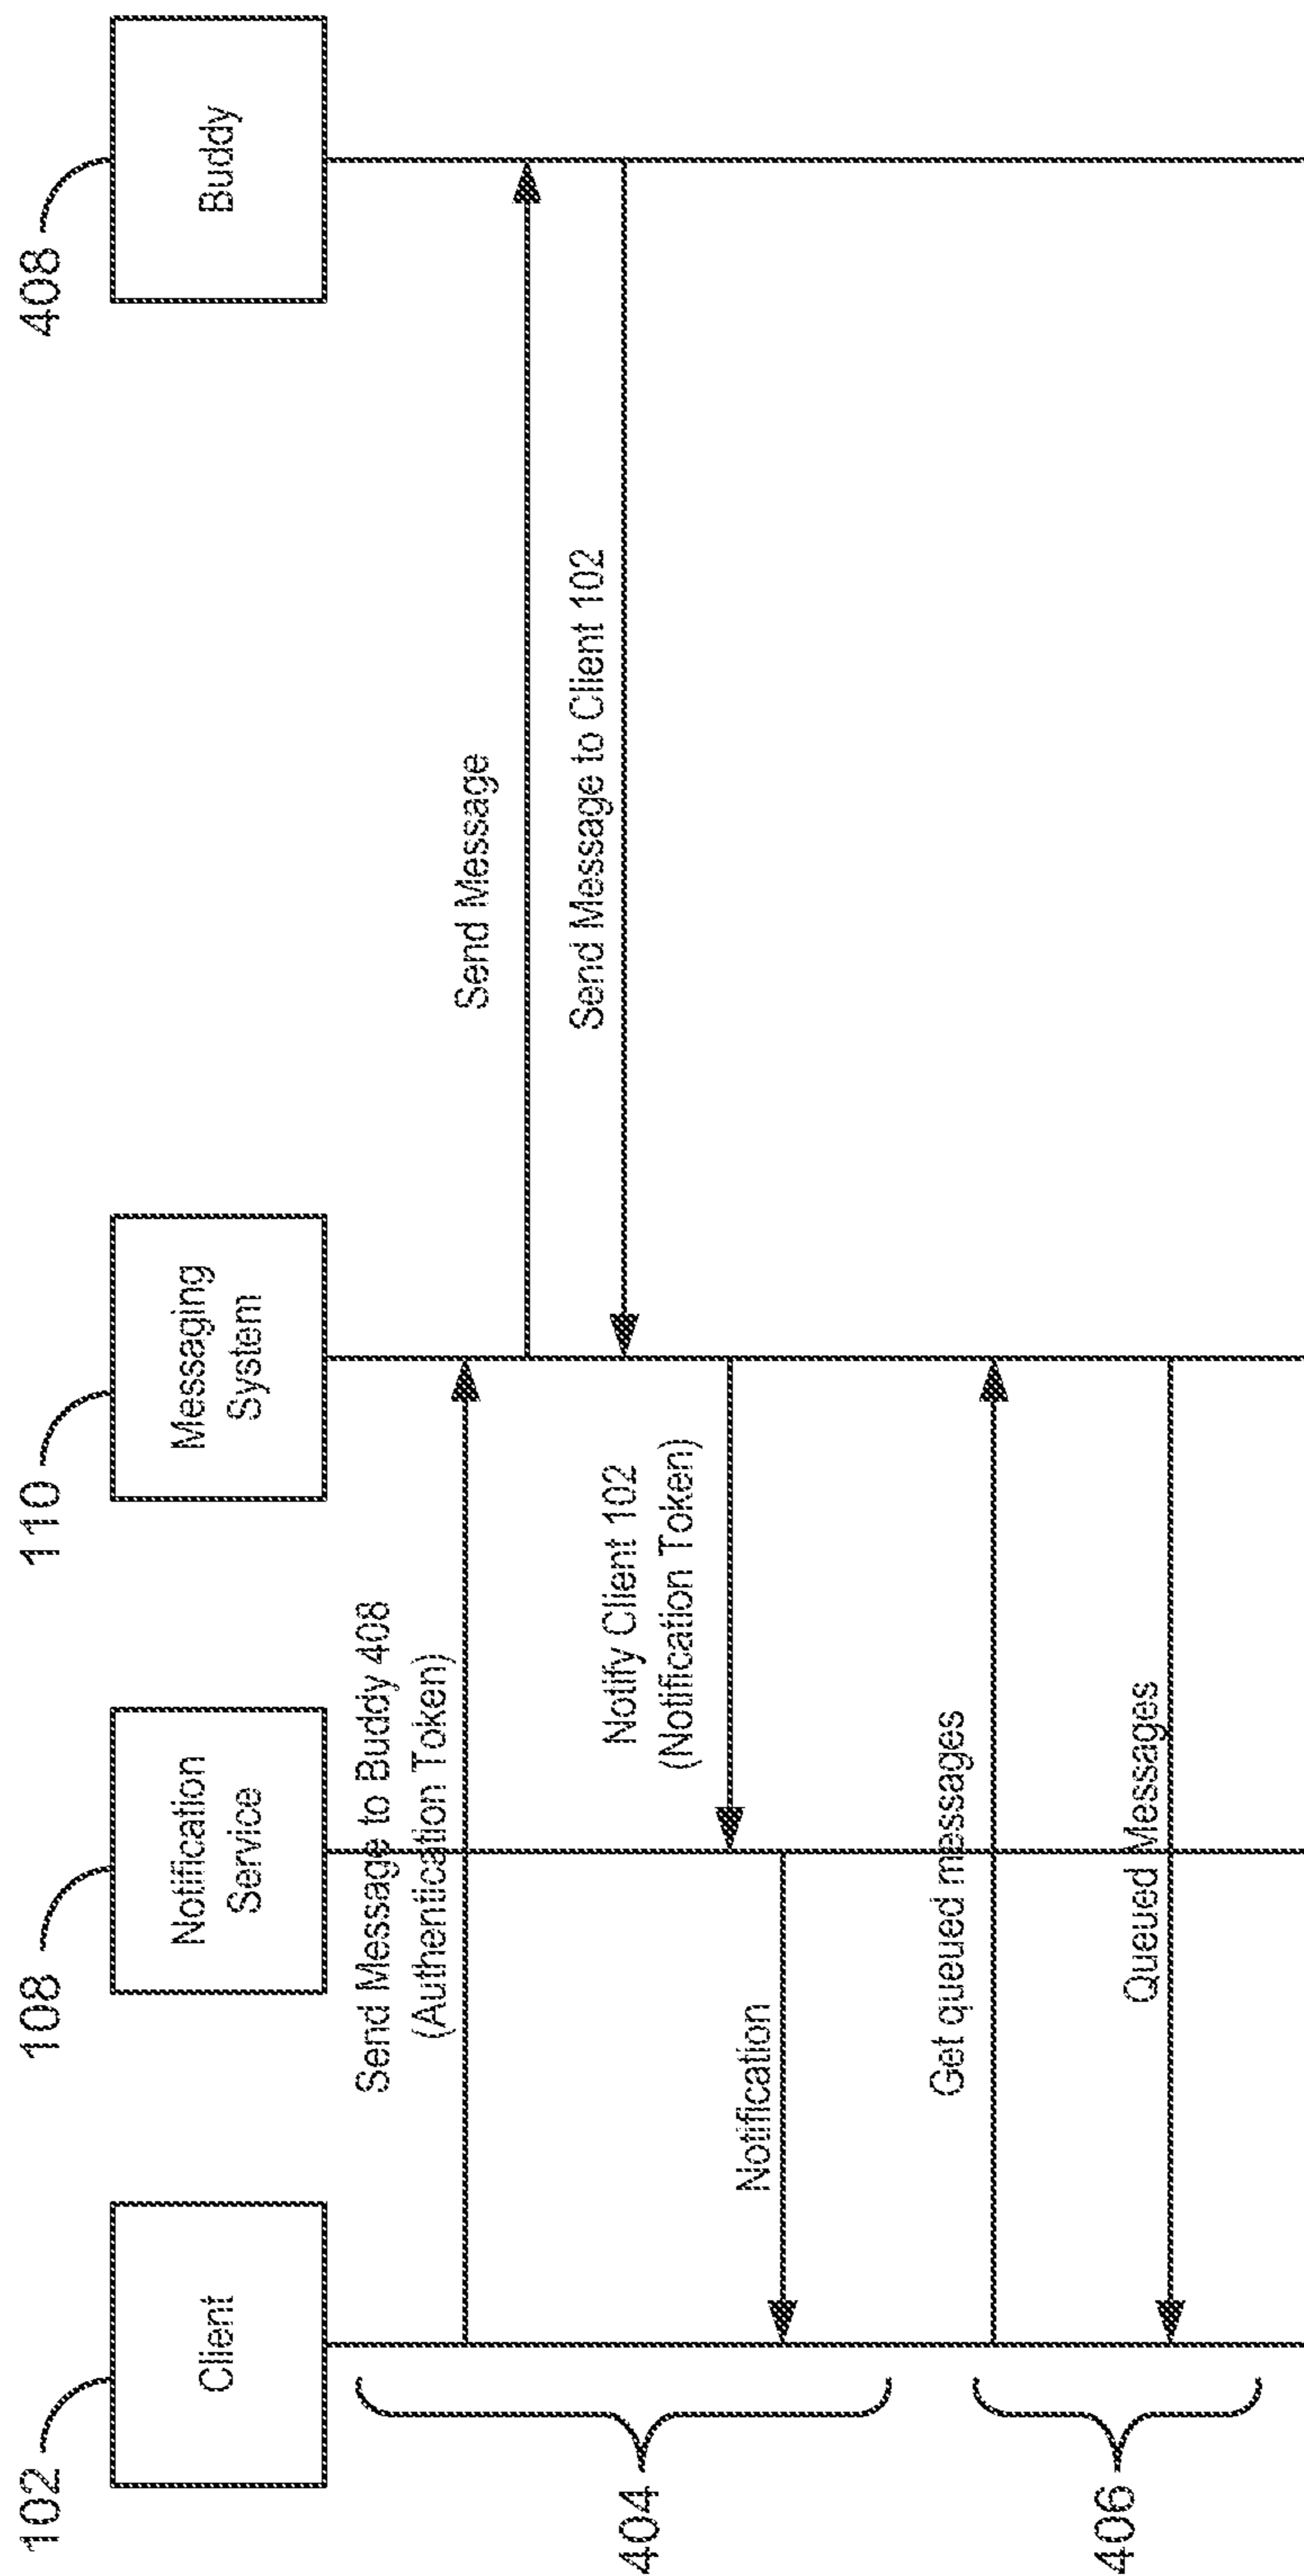 102
Client
108
Notification
Service
110
Messaging
System
408
Buddy
Send Message to Buddy 408
(Authentication Token)
Send Message
Send Message to Client 102
Notify Client 102
(Notification Token)
Notification
404
Get queued messages
Queued Messages
406